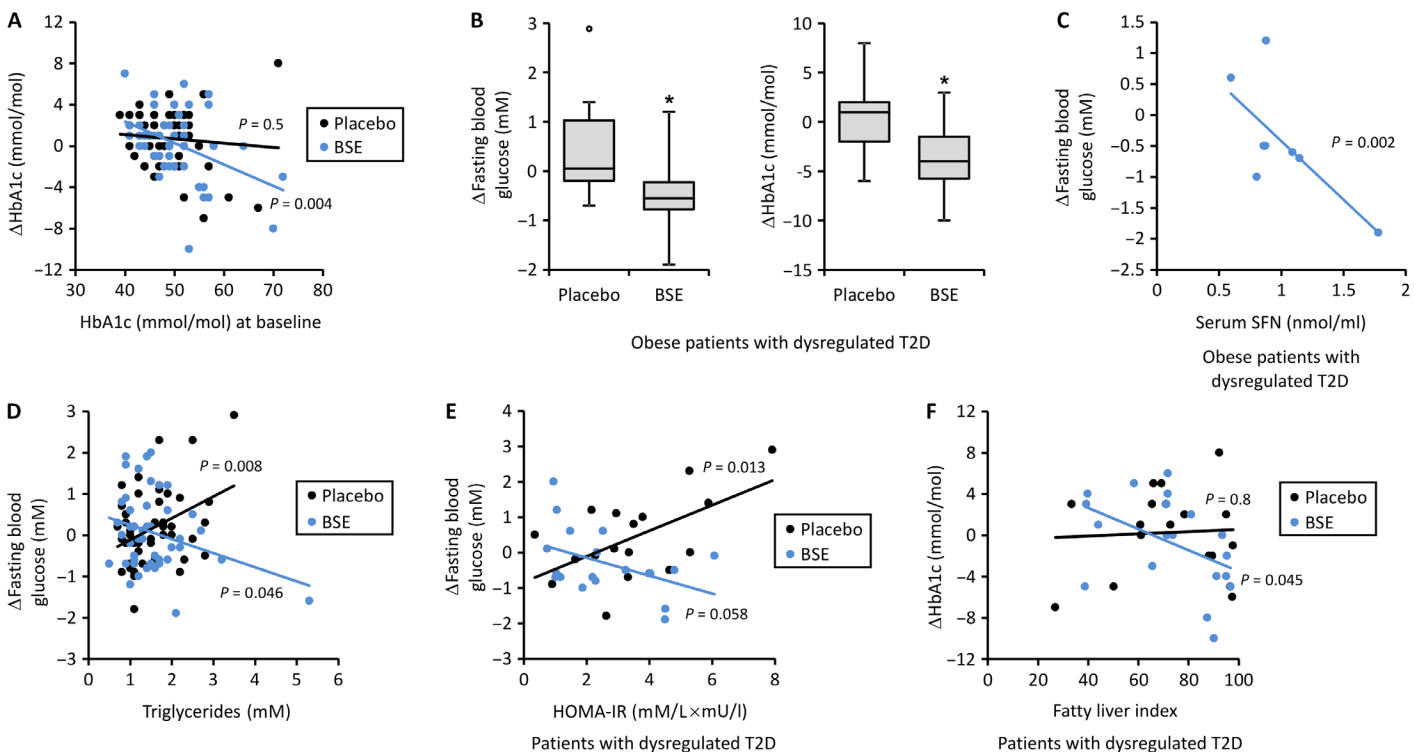 A
12
8
4
0
−4
−8
−12
ΔHbA1c (mmol/mol)
30 40 50 60 70 80
HbA1c (mmol/mol) at baseline
P = 0.5
P = 0.004
Placebo
BSE
B
3
2
1
0
−1
−2
ΔFasting blood
glucose (mM)
*
Placebo BSE
10
5
0
−5
−10
−15
ΔHbA1c (mmol/mol)
*
Placebo BSE
Obese patients with dysregulated T2D
C
1.5
1
0.5
0
−0.5
−1
−1.5
−2
−2.5
ΔFasting blood
glucose (mM)
P = 0.002
0 0.5 1 1.5 2
Serum SFN (nmol/ml)
Obese patients with
dysregulated T2D
D
3
2
1
0
−1
−2
−3
ΔFasting blood
glucose (mM)
P = 0.008
P = 0.046
Placebo
BSE
0 1 2 3 4 5 6
Triglycerides (mM)
E
4
3
2
1
0
−1
−2
−3
ΔFasting blood
glucose (mM)
P = 0.013
P = 0.058
Placebo
BSE
0 2 4 6 8
HOMA-IR (mM/L×mU/l)
Patients with dysregulated T2D
F
12
8
4
0
−4
−8
−12
ΔHbA1c (mmol/mol)
P = 0.8
P = 0.045
Placebo
BSE
0 20 40 60 80 100
Fatty liver index
Patients with dysregulated T2D